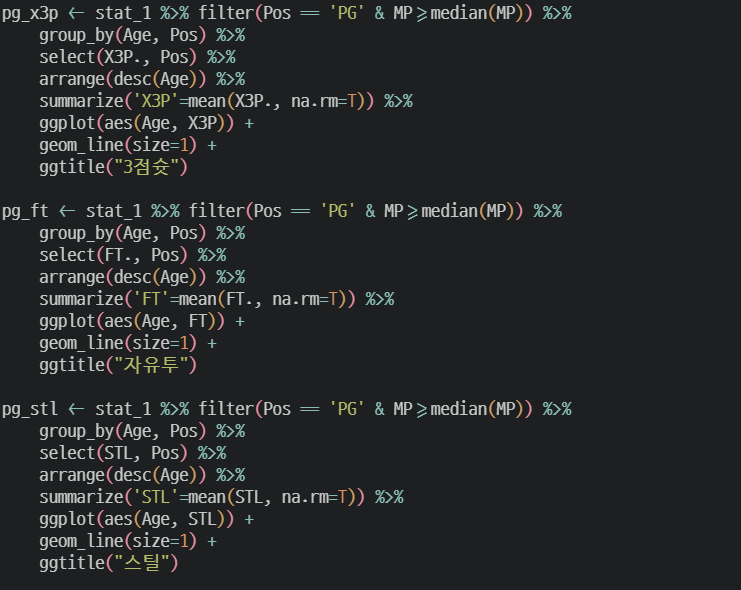 pg_x3p <- stat_1 %>% filter(Pos == 'PG' & MP>=median(MP)) %>%
    group_by(Age, Pos) %>%
    select(X3P., Pos) %>%
    arrange(desc(Age)) %>%
    summarize('X3P'=mean(X3P., na.rm=T)) %>%
    ggplot(aes(Age, X3P)) +
    geom_line(size=1) +
    ggtitle("3점슛")

pg_ft <- stat_1 %>% filter(Pos == 'PG' & MP>=median(MP)) %>%
    group_by(Age, Pos) %>%
    select(FT., Pos) %>%
    arrange(desc(Age)) %>%
    summarize('FT'=mean(FT., na.rm=T)) %>%
    ggplot(aes(Age, FT)) +
    geom_line(size=1) +
    ggtitle("자유투")

pg_stl <- stat_1 %>% filter(Pos == 'PG' & MP>=median(MP)) %>%
    group_by(Age, Pos) %>%
    select(STL, Pos) %>%
    arrange(desc(Age)) %>%
    summarize('STL'=mean(STL, na.rm=T)) %>%
    ggplot(aes(Age, STL)) +
    geom_line(size=1) +
    ggtitle("스틸")